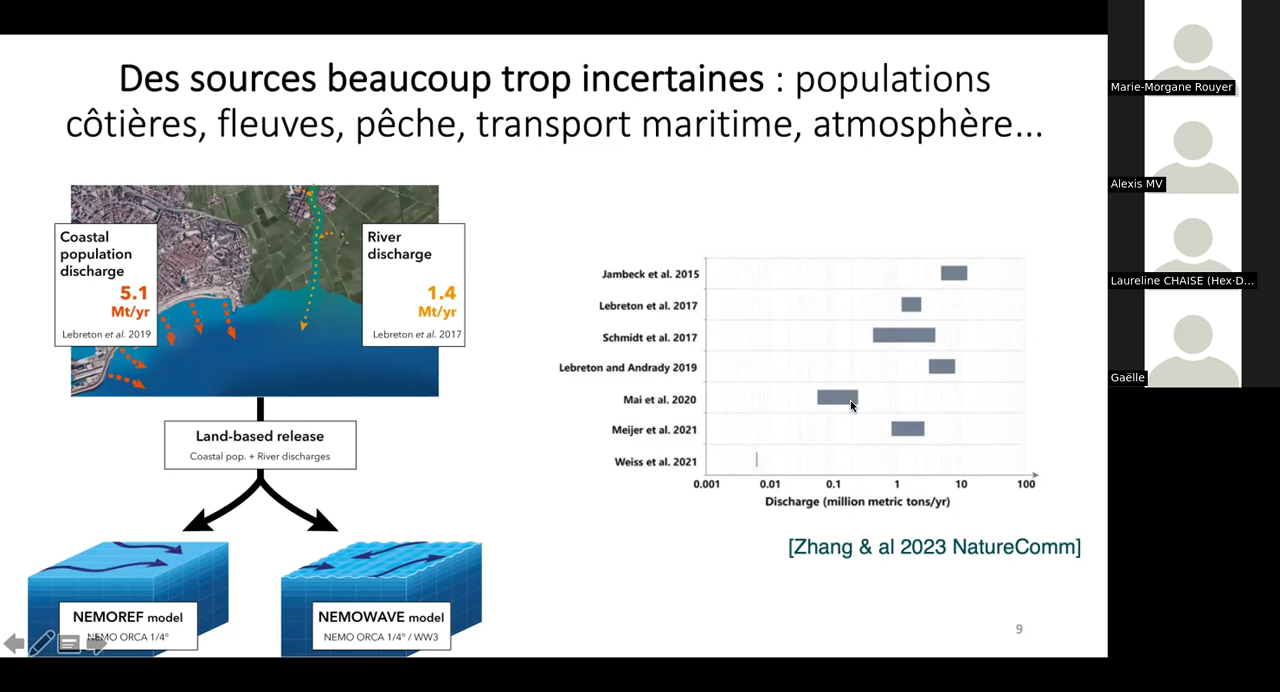 Des sources beaucoup trop incertaines : populations
côtières, fleuves, pêche, transport maritime, atmosphère...
Coastal
population
discharge
5.1
Mt/yr
Lebreton et al. 2019
River
discharge
1.4
Mt/yr
Lebreton et al. 2017
Land-based release
Coastal pop. + River discharges
NEMOREF model
NEMO ORCA 1/4°
NEMOWAVE model
NEMO ORCA 1/4° / WW3
Jambeck et al. 2015
Lebreton et al. 2017
Schmidt et al. 2017
Lebreton and Andrady 2019
Mai et al. 2020
Meijer et al. 2021
Weiss et al. 2021
0.001 0.01 0.1 1 10 100
Discharge (million metric tons/yr)
[Zhang & al 2023 NatureComm]
9
Marie-Morgane Rouyer
Alexis MV
Laureline CHAISE (Hex·D...
Gaëlle